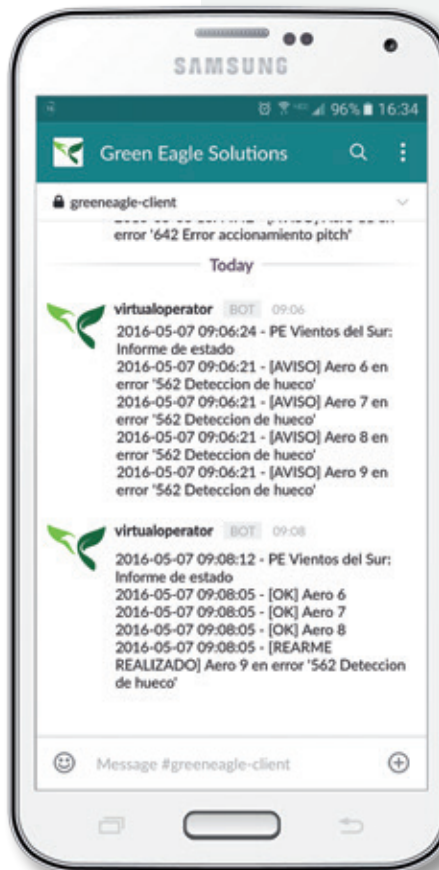 SAMSUNG
96% 16:34
Green Eagle Solutions
greeneagle-client
error '642 Error accionamiento pitch'
Today
virtualoperator BOT 09:06
2016-05-07 09:06:24 - PE Vientos del Sur:
Informe de estado
2016-05-07 09:06:21 - [AVISO] Aero 6 en
error '562 Deteccion de hueco'
2016-05-07 09:06:21 - [AVISO] Aero 7 en
error '562 Deteccion de hueco'
2016-05-07 09:06:21 - [AVISO] Aero 8 en
error '562 Deteccion de hueco'
2016-05-07 09:06:21 - [AVISO] Aero 9 en
error '562 Deteccion de hueco'
virtualoperator BOT 09:08
2016-05-07 09:08:12 - PE Vientos del Sur:
Informe de estado
2016-05-07 09:08:05 - [OK] Aero 6
2016-05-07 09:08:05 - [OK] Aero 7
2016-05-07 09:08:05 - [OK] Aero 8
2016-05-07 09:08:05 - [REARME
REALIZADO] Aero 9 en error '562 Deteccion
de hueco'
Message #greeneagle-client